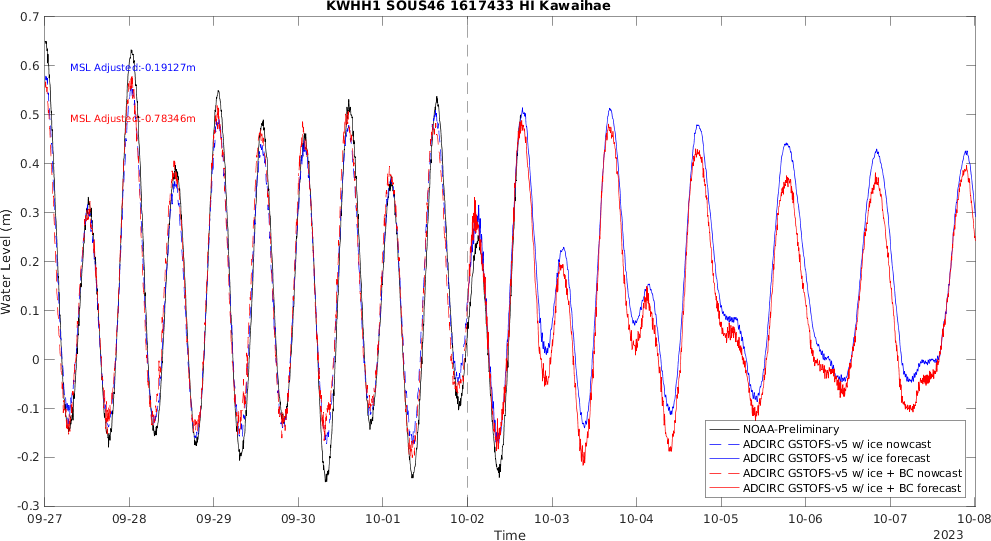 KWHH1 SOUS46 1617433 HI Kawaihae
0.7
0.6
0.5
0.4
0.3
0.2
0.1
0
-0.1
-0.2
-0.3
Water Level (m)
MSL Adjusted:-0.19127m
MSL Adjusted:-0.78346m
NOAA-Preliminary
ADCIRC GSTOFS-v5 w/ ice nowcast
ADCIRC GSTOFS-v5 w/ ice forecast
ADCIRC GSTOFS-v5 w/ ice + BC nowcast
ADCIRC GSTOFS-v5 w/ ice + BC forecast
09-27 09-28 09-29 09-30 10-01 10-02 10-03 10-04 10-05 10-06 10-07 10-08
Time
2023